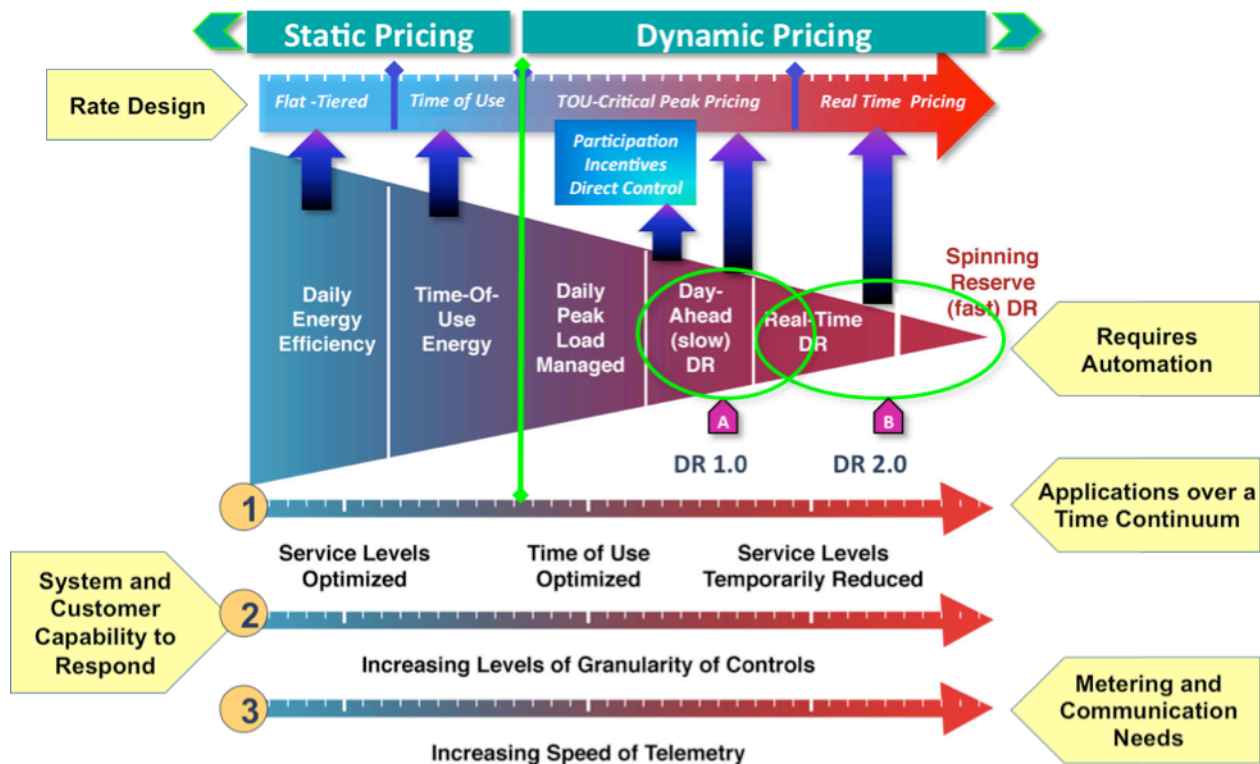 Static Pricing
Dynamic Pricing
Rate Design
Flat -Tiered
Time of Use
TOU-Critical Peak Pricing
Real Time Pricing
Participation
Incentives
Direct Control
Daily
Energy
Efficiency
Time-Of-
Use
Energy
Daily
Peak
Load
Managed
Day-
Ahead
(slow)
DR
Real-Time
DR
Spinning
Reserve
(fast) DR
Requires
Automation
A
B
DR 1.0
DR 2.0
1
Applications over a
Time Continuum
Service Levels
Optimized
Time of Use
Optimized
Service Levels
Temporarily Reduced
System and
Customer
Capability to
Respond
2
Increasing Levels of Granularity of Controls
3
Metering and
Communication
Needs
Increasing Speed of Telemetry